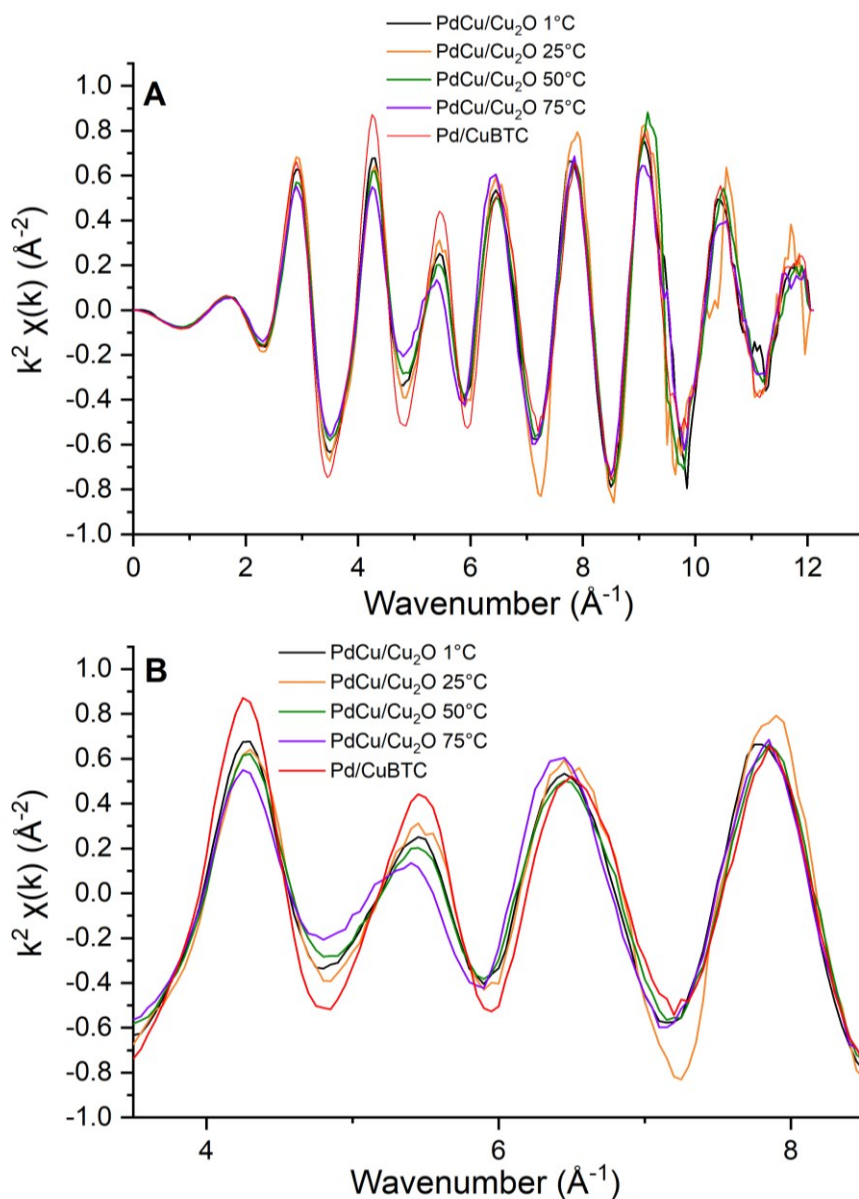 PdCu/Cu₂O 1°C
PdCu/Cu₂O 25°C
PdCu/Cu₂O 50°C
PdCu/Cu₂O 75°C
Pd/CuBTC
A
k² χ(k) (Å⁻²)
1.0
0.8
0.6
0.4
0.2
0.0
-0.2
-0.4
-0.6
-0.8
-1.0
0 2 4 6 8 10 12
Wavenumber (Å⁻¹)
PdCu/Cu₂O 1°C
PdCu/Cu₂O 25°C
PdCu/Cu₂O 50°C
PdCu/Cu₂O 75°C
Pd/CuBTC
B
k² χ(k) (Å⁻²)
1.0
0.8
0.6
0.4
0.2
0.0
-0.2
-0.4
-0.6
-0.8
-1.0
4 6 8
Wavenumber (Å⁻¹)